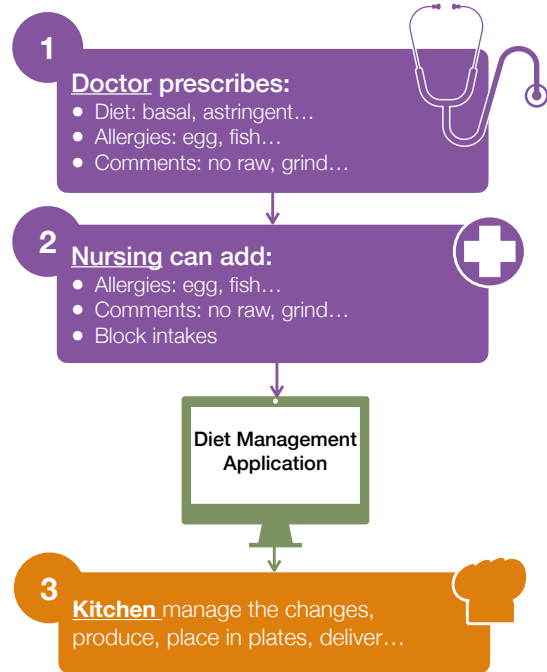 1
Doctor prescribes:
● Diet: basal, astringent…
● Allergies: egg, fish…
● Comments: no raw, grind…
2
Nursing can add:
● Allergies: egg, fish…
● Comments: no raw, grind…
● Block intakes
Diet Management
Application
3
Kitchen manage the changes,
produce, place in plates, deliver…